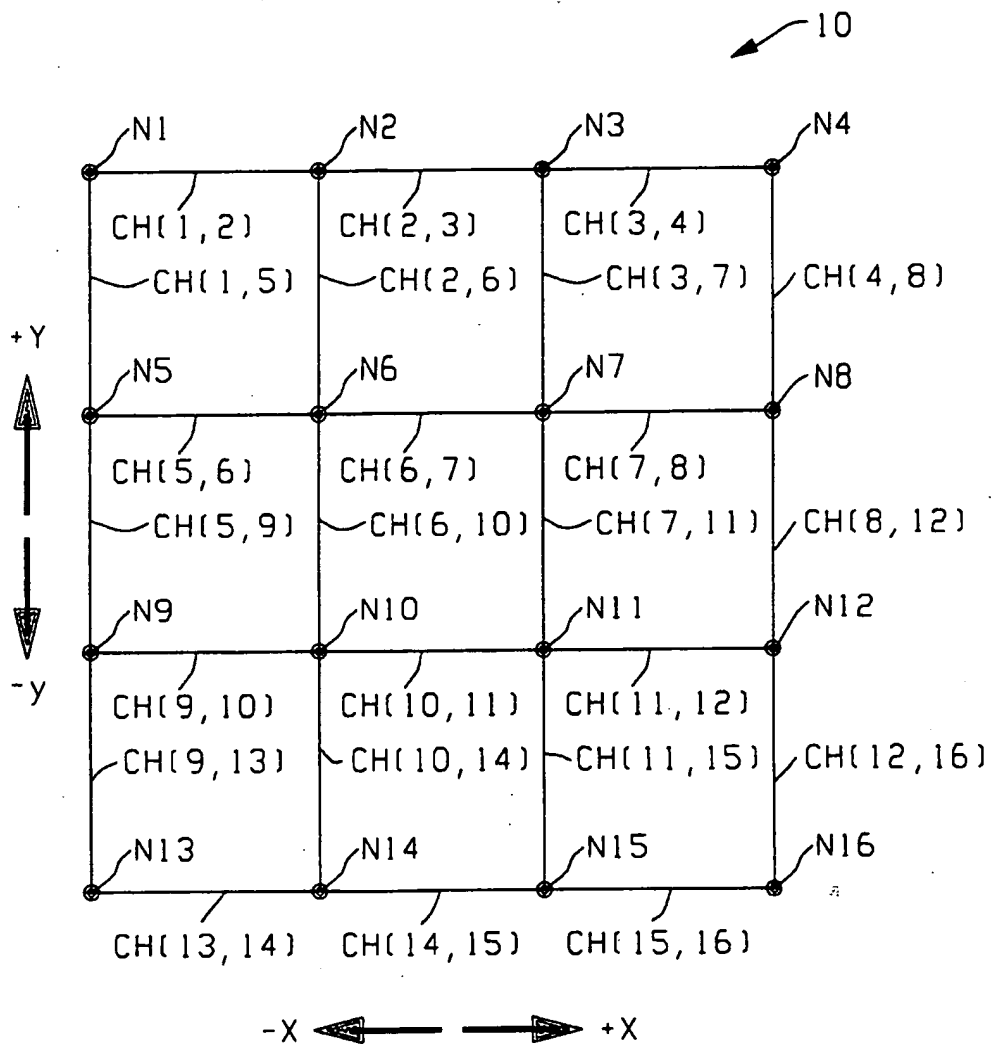 10
N1 N2 N3 N4
CH(1,2) CH(2,3) CH(3,4)
CH(1,5) CH(2,6) CH(3,7) CH(4,8)
+Y
N5 N6 N7 N8
CH(5,6) CH(6,7) CH(7,8)
CH(5,9) CH(6,10) CH(7,11) CH(8,12)
N9 N10 N11 N12
-y
CH(9,10) CH(10,11) CH(11,12)
CH(9,13) CH(10,14) CH(11,15) CH(12,16)
N13 N14 N15 N16
CH(13,14) CH(14,15) CH(15,16)
-X +X